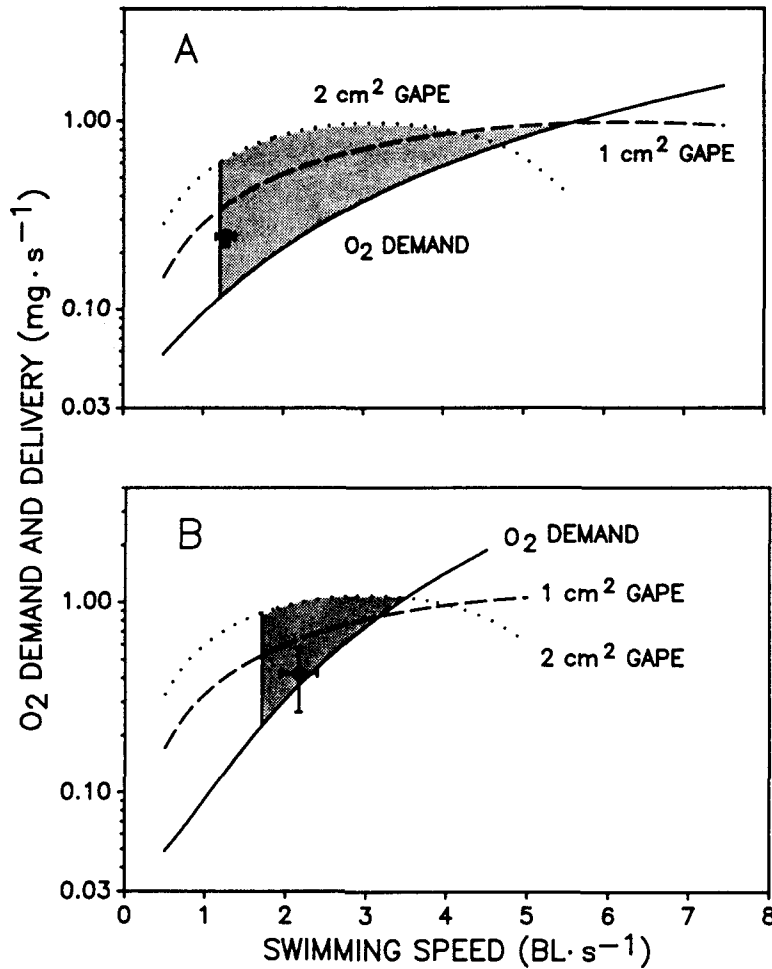 A
2 cm² GAPE
1.00
1 cm² GAPE
O₂ DEMAND
0.10
0.03
O₂ DEMAND AND DELIVERY (mg·s⁻¹)
B
O₂ DEMAND
1.00
1 cm² GAPE
2 cm² GAPE
0.10
0.03
0 1 2 3 4 5 6 7 8
SWIMMING SPEED (BL·s⁻¹)